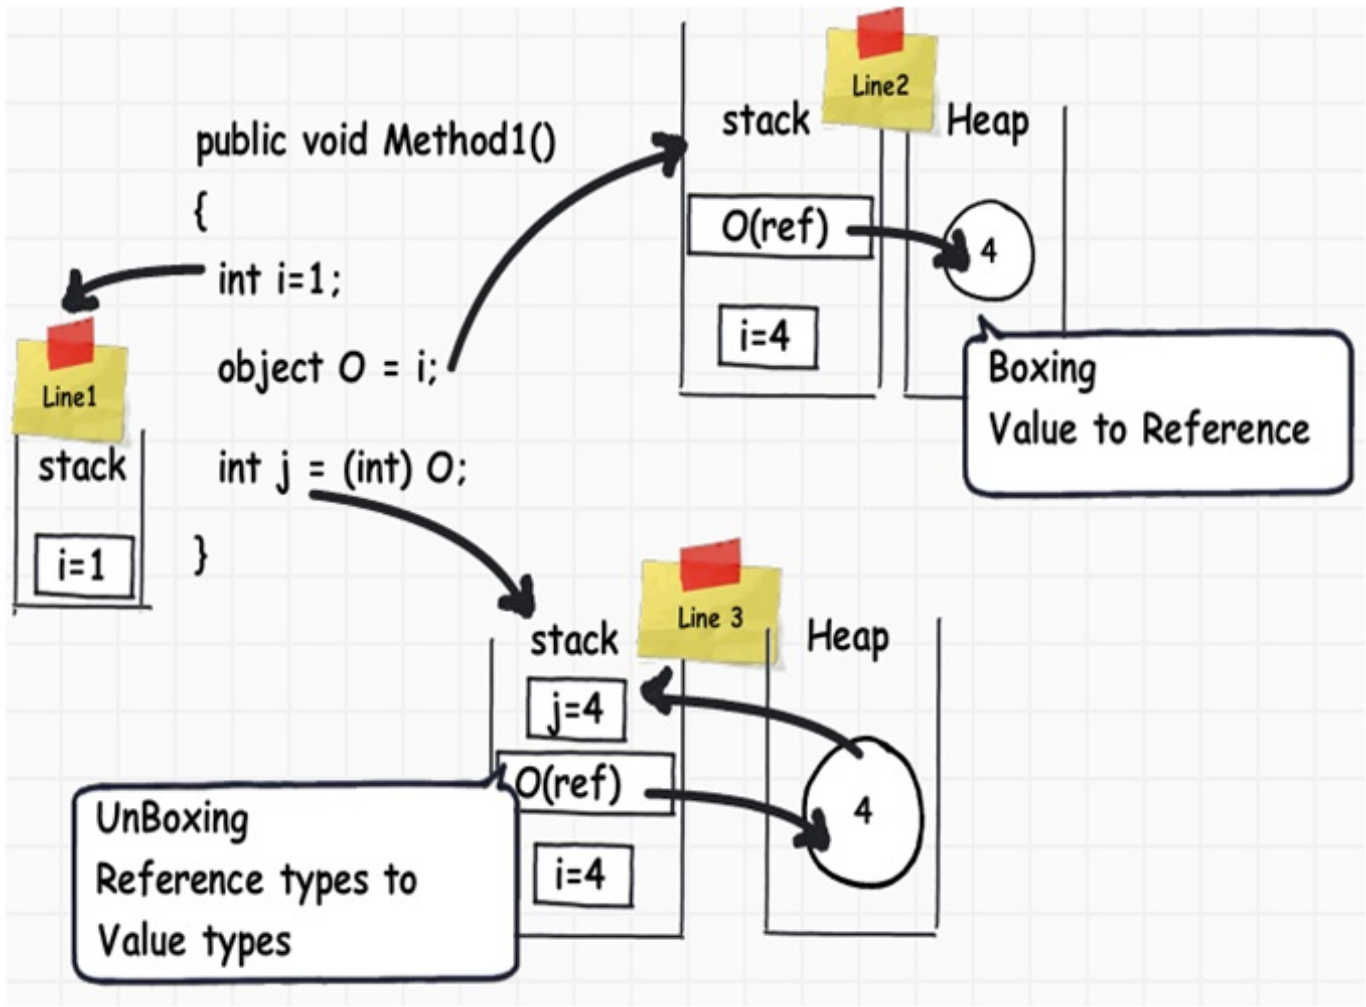 public void Method1()
{
int i=1;
object O = i;
int j = (int) O;
}
Line1
stack
i=1
Line2
stack
Heap
O(ref)
4
i=4
Boxing
Value to Reference
Line 3
stack
Heap
j=4
O(ref)
4
i=4
UnBoxing
Reference types to
Value types